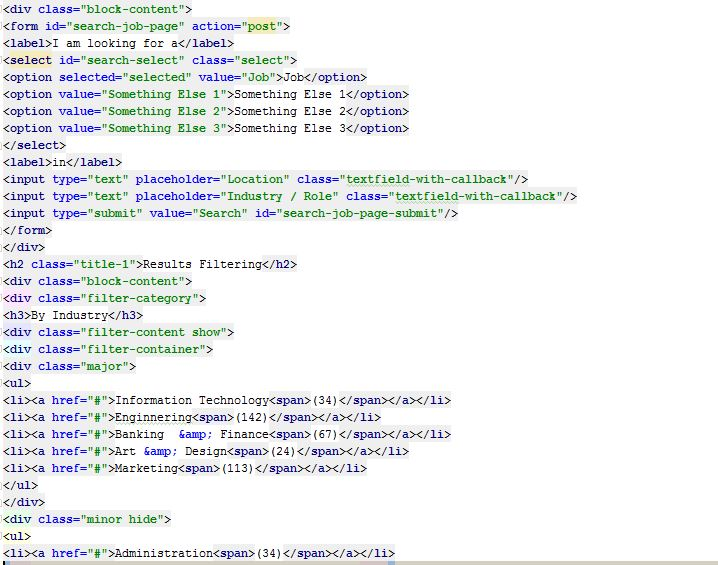 <div class="block-content">
<form id="search-job-page" action="post">
<label>I am looking for a</label>
<select id="search-select" class="select">
<option selected="selected" value="Job">Job</option>
<option value="Something Else 1">Something Else 1</option>
<option value="Something Else 2">Something Else 2</option>
<option value="Something Else 3">Something Else 3</option>
</select>
<label>in</label>
<input type="text" placeholder="Location" class="textfield-with-callback"/>
<input type="text" placeholder="Industry / Role" class="textfield-with-callback"/>
<input type="submit" value="Search" id="search-job-page-submit"/>
</form>
</div>
<h2 class="title-1">Results Filtering</h2>
<div class="block-content">
<div class="filter-category">
<h3>By Industry</h3>
<div class="filter-content show">
<div class="filter-container">
<div class="major">
<ul>
<li><a href="#">Information Technology<span>(34)</span></a></li>
<li><a href="#">Enginnering<span>(142)</span></a></li>
<li><a href="#">Banking  &amp; Finance<span>(67)</span></a></li>
<li><a href="#">Art &amp; Design<span>(24)</span></a></li>
<li><a href="#">Marketing<span>(113)</span></a></li>
</ul>
</div>
<div class="minor hide">
<ul>
<li><a href="#">Administration<span>(34)</span></a></li>